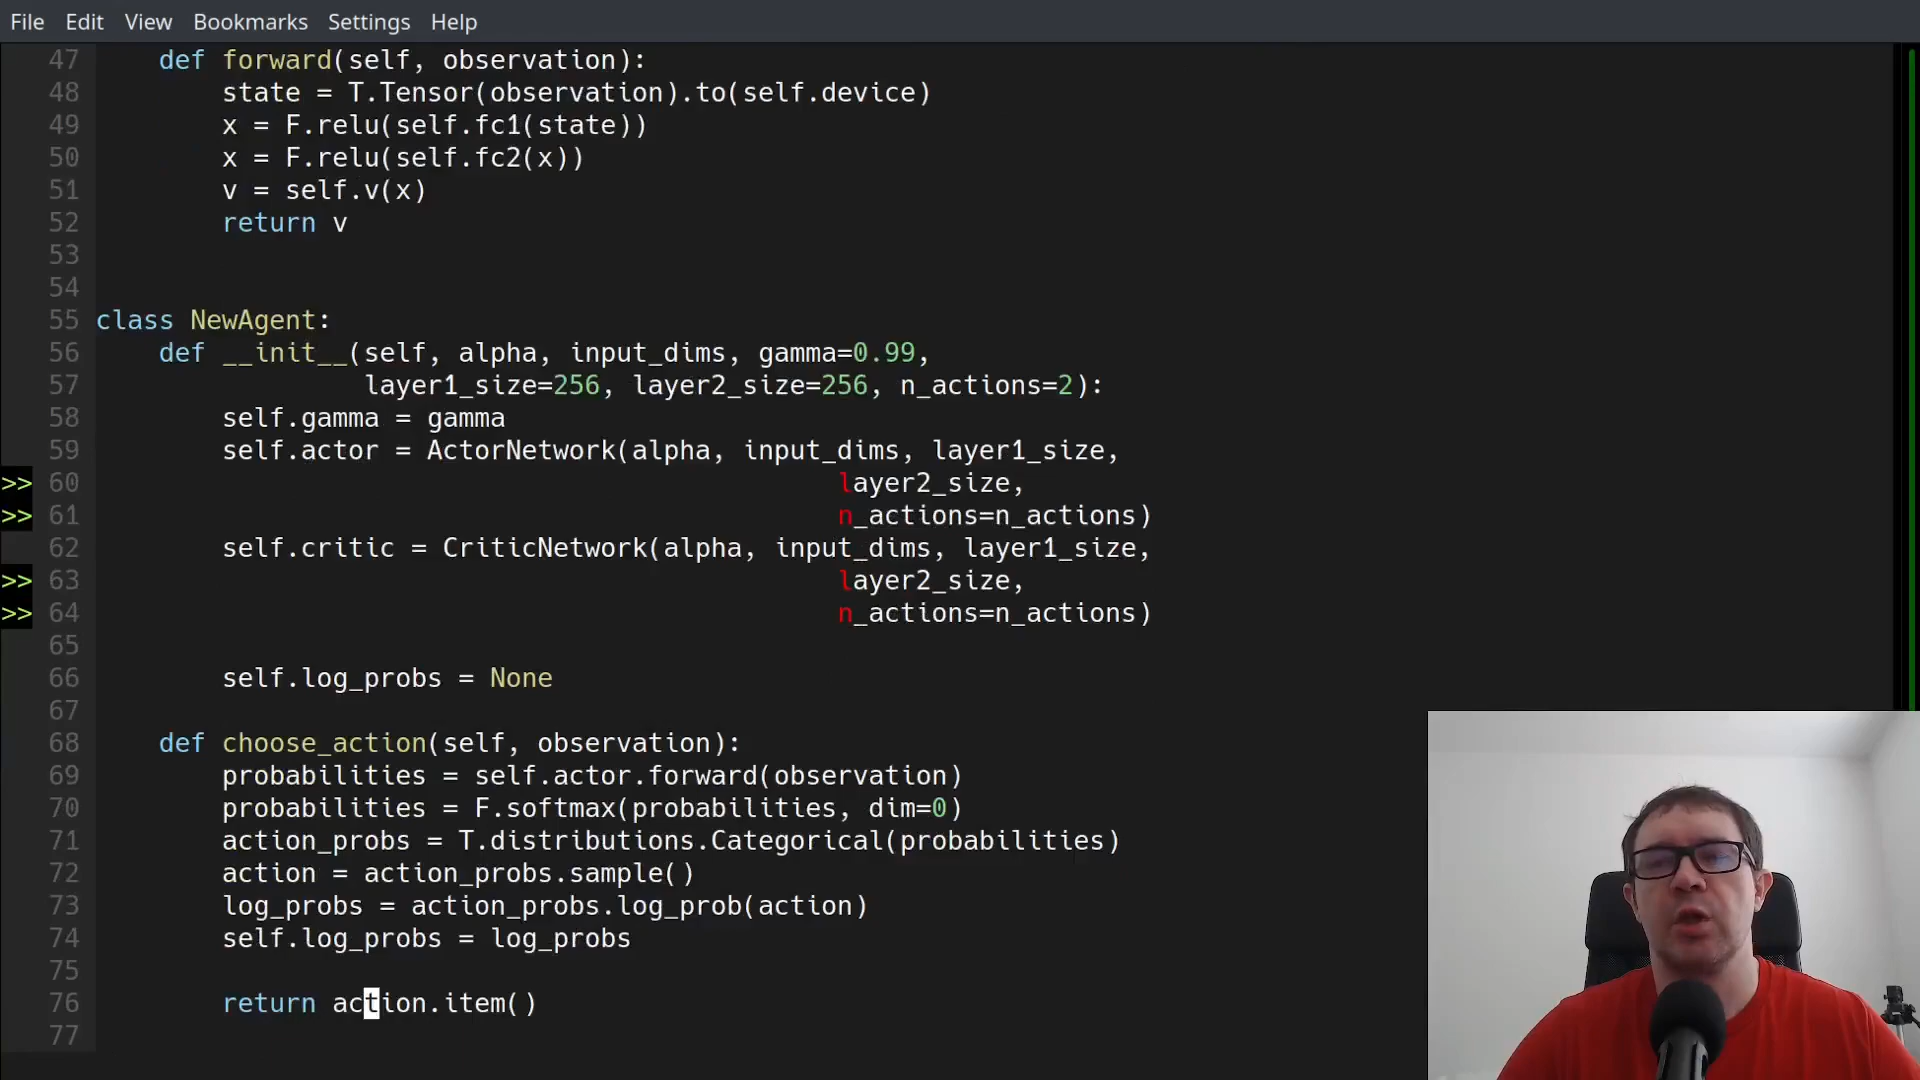 File Edit View Bookmarks Settings Help
47     def forward(self, observation):
48         state = T.Tensor(observation).to(self.device)
49         x = F.relu(self.fc1(state))
50         x = F.relu(self.fc2(x))
51         v = self.v(x)
52         return v
53
54
55 class NewAgent:
56     def __init__(self, alpha, input_dims, gamma=0.99,
57                  layer1_size=256, layer2_size=256, n_actions=2):
58         self.gamma = gamma
59         self.actor = ActorNetwork(alpha, input_dims, layer1_size,
>> 60                                                layer2_size,
>> 61                                                n_actions=n_actions)
62         self.critic = CriticNetwork(alpha, input_dims, layer1_size,
>> 63                                                layer2_size,
>> 64                                                n_actions=n_actions)
65
66         self.log_probs = None
67
68     def choose_action(self, observation):
69         probabilities = self.actor.forward(observation)
70         probabilities = F.softmax(probabilities, dim=0)
71         action_probs = T.distributions.Categorical(probabilities)
72         action = action_probs.sample()
73         log_probs = action_probs.log_prob(action)
74         self.log_probs = log_probs
75
76         return action.item()
77